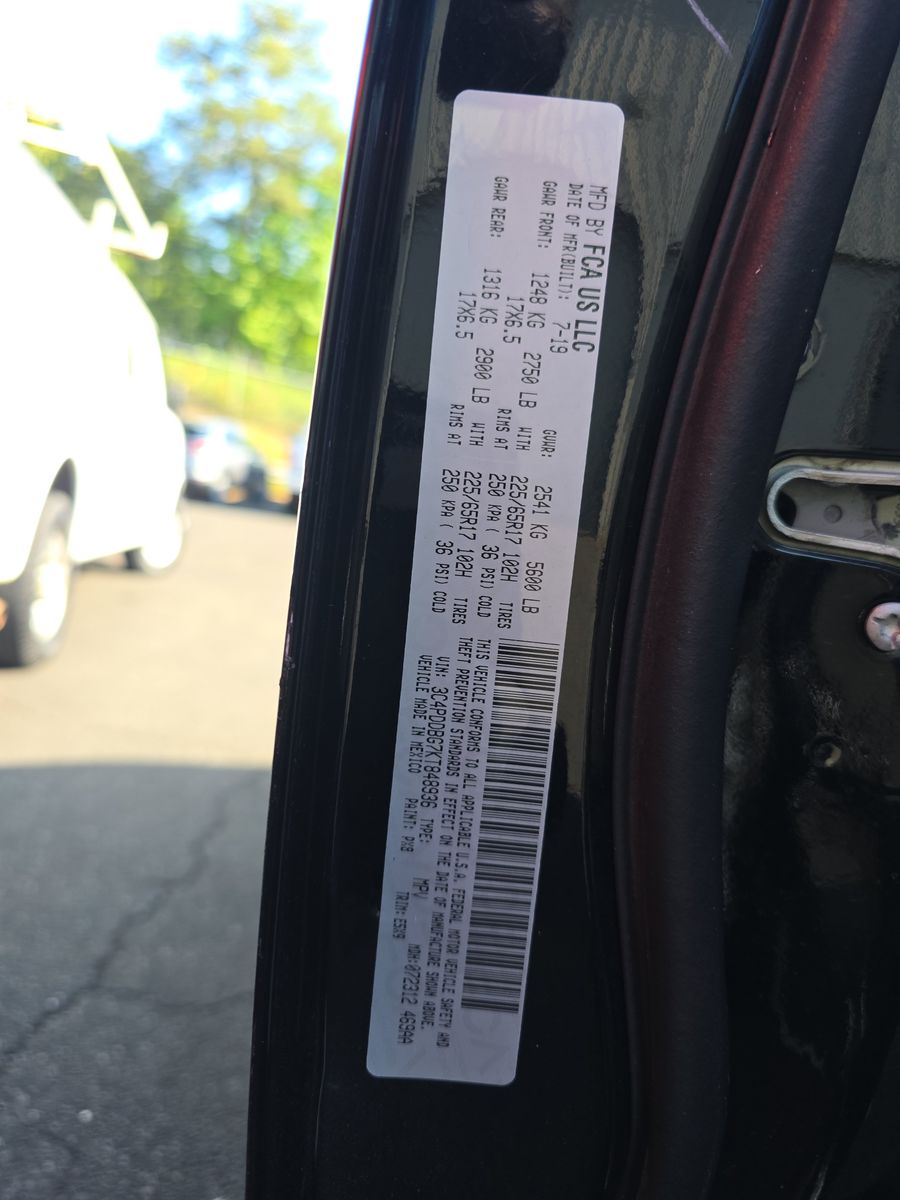 MFD BY FCA US LLC
DATE OF MFR(BUILT): 7-19 GVWR: 2541 KG 5600 LB
GAWR FRONT: 1248 KG 2750 LB WITH 225/65R17 102H TIRES
17X6.5 RIMS AT 250 KPA ( 36 PSI) COLD
GAWR REAR: 1316 KG 2900 LB WITH 225/65R17 102H TIRES
17X6.5 RIMS AT 250 KPA ( 36 PSI) COLD
THIS VEHICLE CONFORMS TO ALL APPLICABLE U.S.A. FEDERAL MOTOR VEHICLE SAFETY AND
THEFT PREVENTION STANDARDS IN EFFECT ON THE DATE OF MANUFACTURE SHOWN ABOVE.
VIN: 3C4PDDBG7KT848936 TYPE: MPV MDH:072312 469AA
VEHICLE MADE IN MEXICO PAINT: PX8 TRIM: E5X9